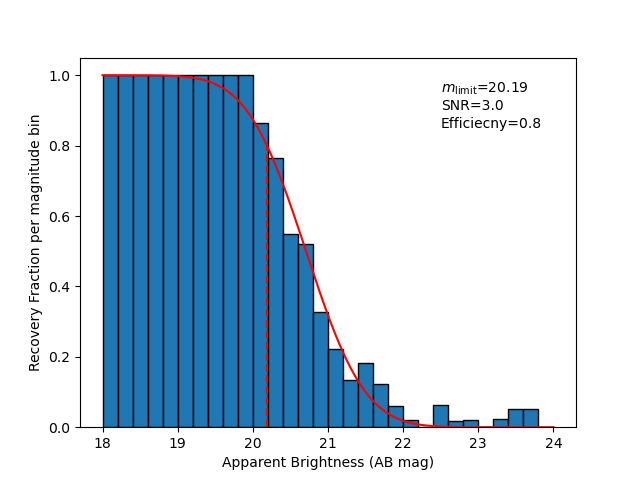 1.0
0.8
0.6
0.4
0.2
0.0
Recovery Fraction per magnitude bin
m_limit=20.19
SNR=3.0
Efficiecny=0.8
18 19 20 21 22 23 24
Apparent Brightness (AB mag)